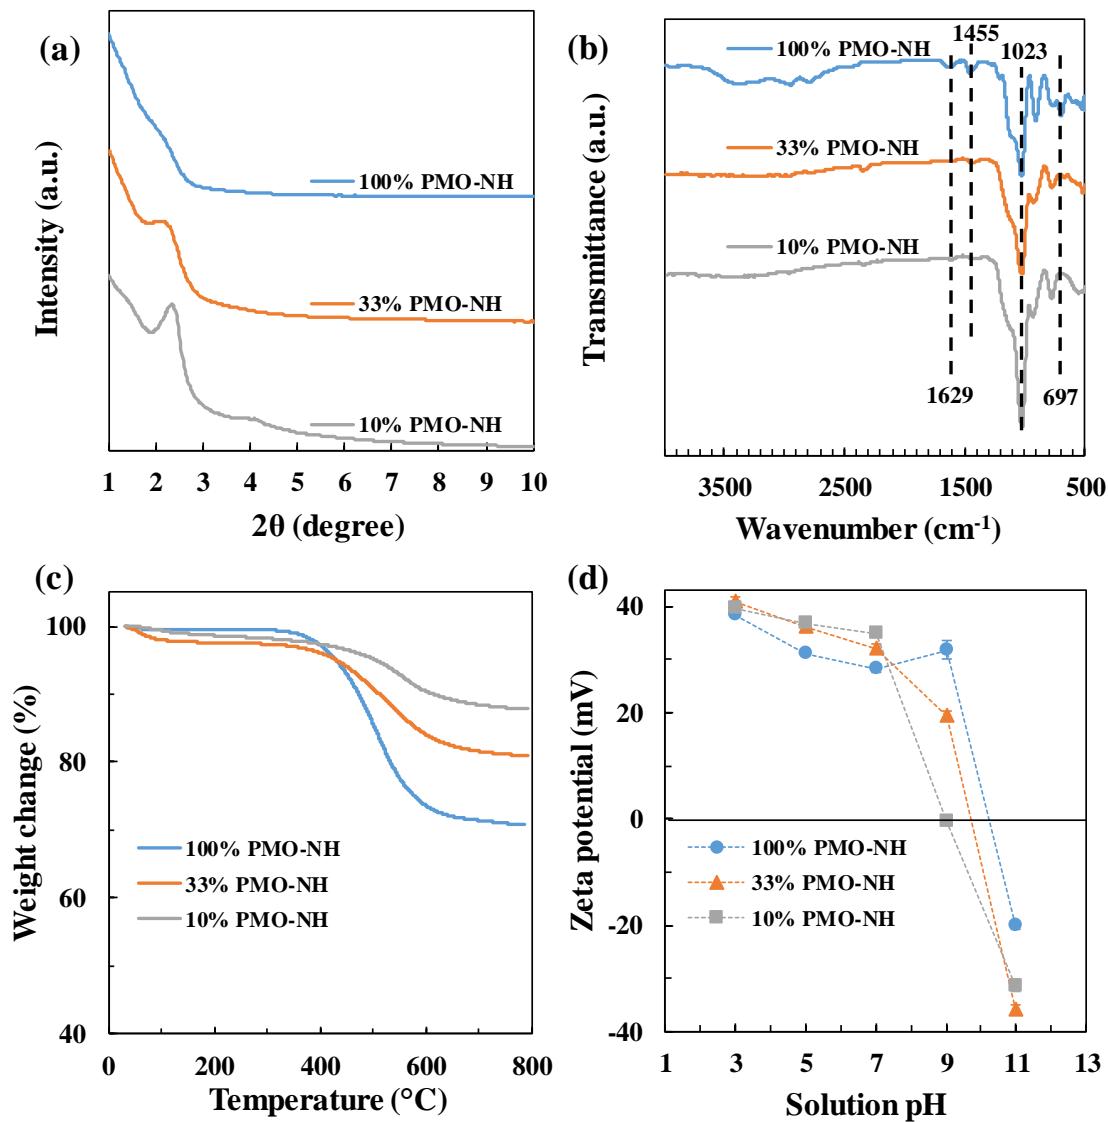 (a)
Intensity (a.u.)
100% PMO-NH
33% PMO-NH
10% PMO-NH
1 2 3 4 5 6 7 8 9 10
2θ (degree)
(b)
Transmittance (a.u.)
1455
100% PMO-NH
1023
33% PMO-NH
10% PMO-NH
1629
697
3500 2500 1500 500
Wavenumber (cm-1)
(c)
Weight change (%)
100
80
60
40
100% PMO-NH
33% PMO-NH
10% PMO-NH
0 200 400 600 800
Temperature (°C)
(d)
Zeta potential (mV)
40
20
0
-20
-40
100% PMO-NH
33% PMO-NH
10% PMO-NH
1 3 5 7 9 11 13
Solution pH